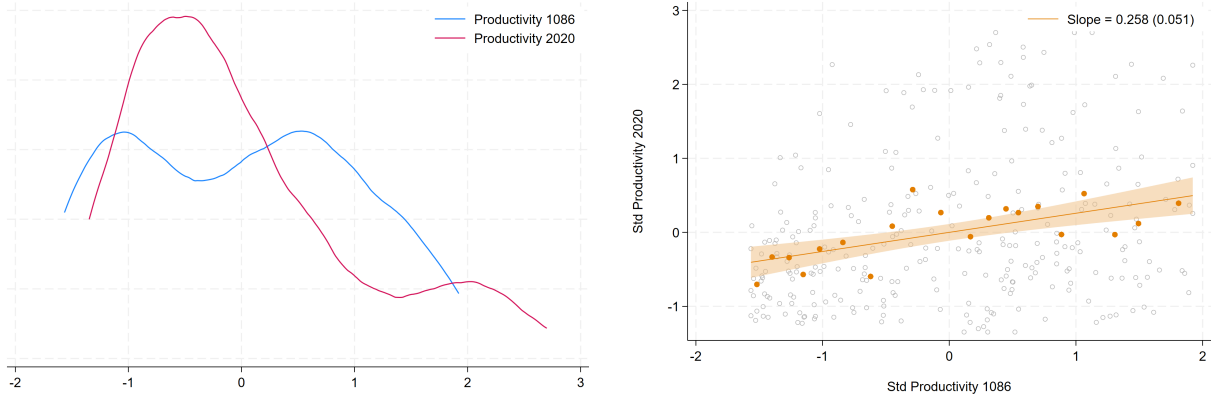 Productivity 1086
Productivity 2020
-2 -1 0 1 2 3
Slope = 0.258 (0.051)
Std Productivity 2020
3
2
1
0
-1
-2 -1 0 1 2
Std Productivity 1086